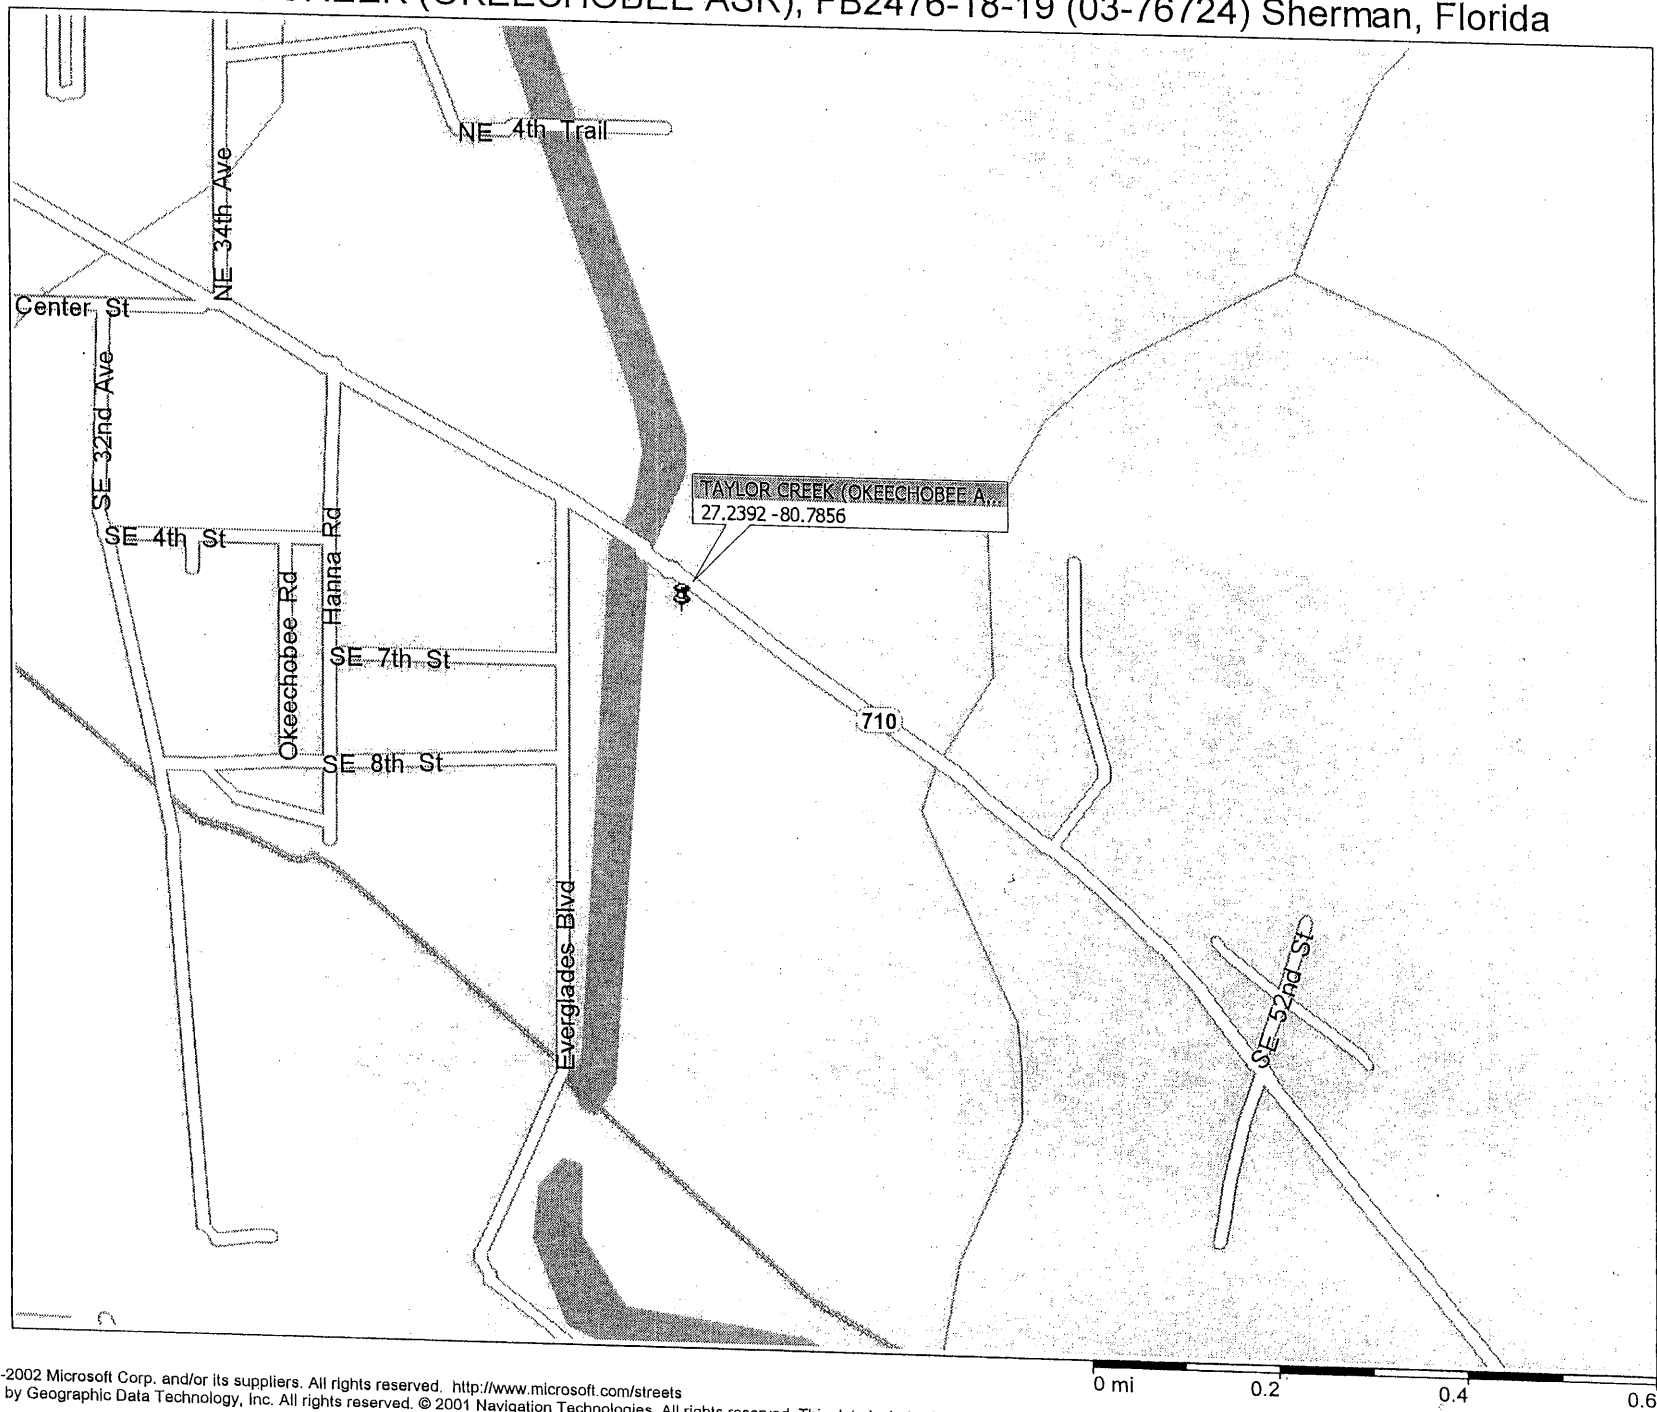 CREEK (OKEECHOBEE ASR), FB2476-18-19 (03-76724) Sherman, Florida
NE 4th Trail
NE 34th Ave
Center St
SE 32nd Ave
TAYLOR CREEK (OKEECHOBEE A...
27.2392 -80.7856
SE 4th St
Hanna Rd
Okeechobee Rd
SE 7th St
710
SE 8th St
Everglades Blvd
SE 52nd St
0 mi 0.2 0.4 0.6
-2002 Microsoft Corp. and/or its suppliers. All rights reserved. http://www.microsoft.com/streets
by Geographic Data Technology, Inc. All rights reserved. © 2001 Navigation Technologies. All rights reserved.